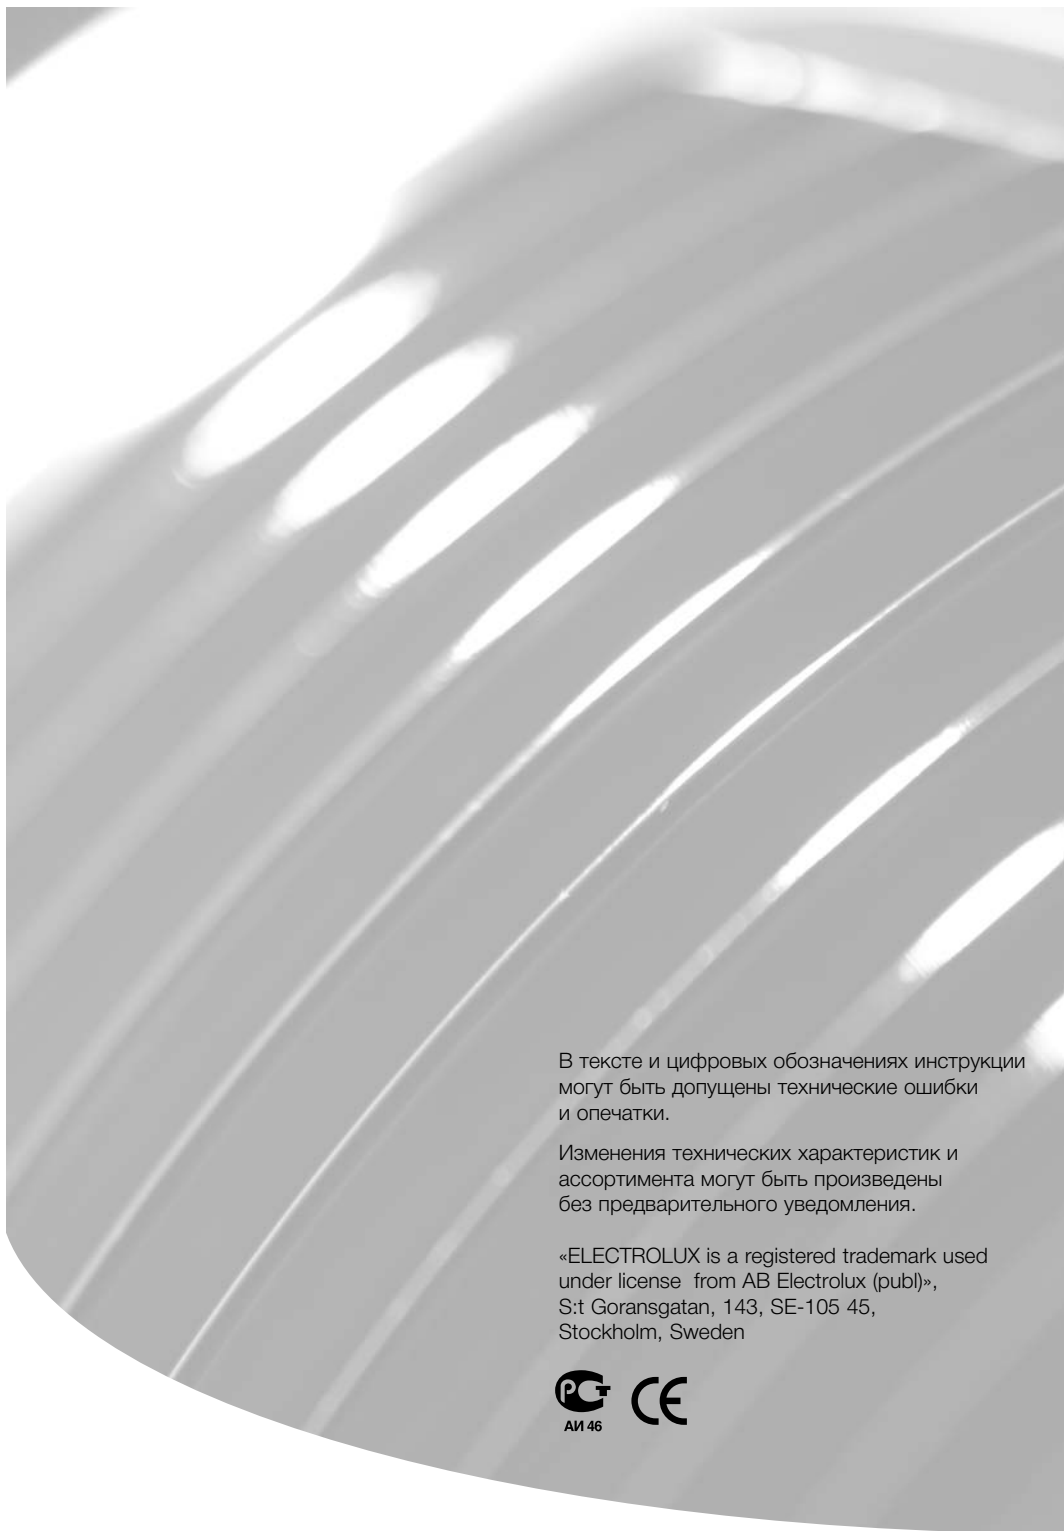 В тексте и цифровых обозначениях инструкции
могут быть допущены технические ошибки
и опечатки.
Изменения технических характеристик и
ассортимента могут быть произведены
без предварительного уведомления.
«ELECTROLUX is a registered trademark used
under license  from AB Electrolux (publ)»,
S:t Goransgatan, 143, SE-105 45,
Stockholm, Sweden
РСТ CE
АИ 46